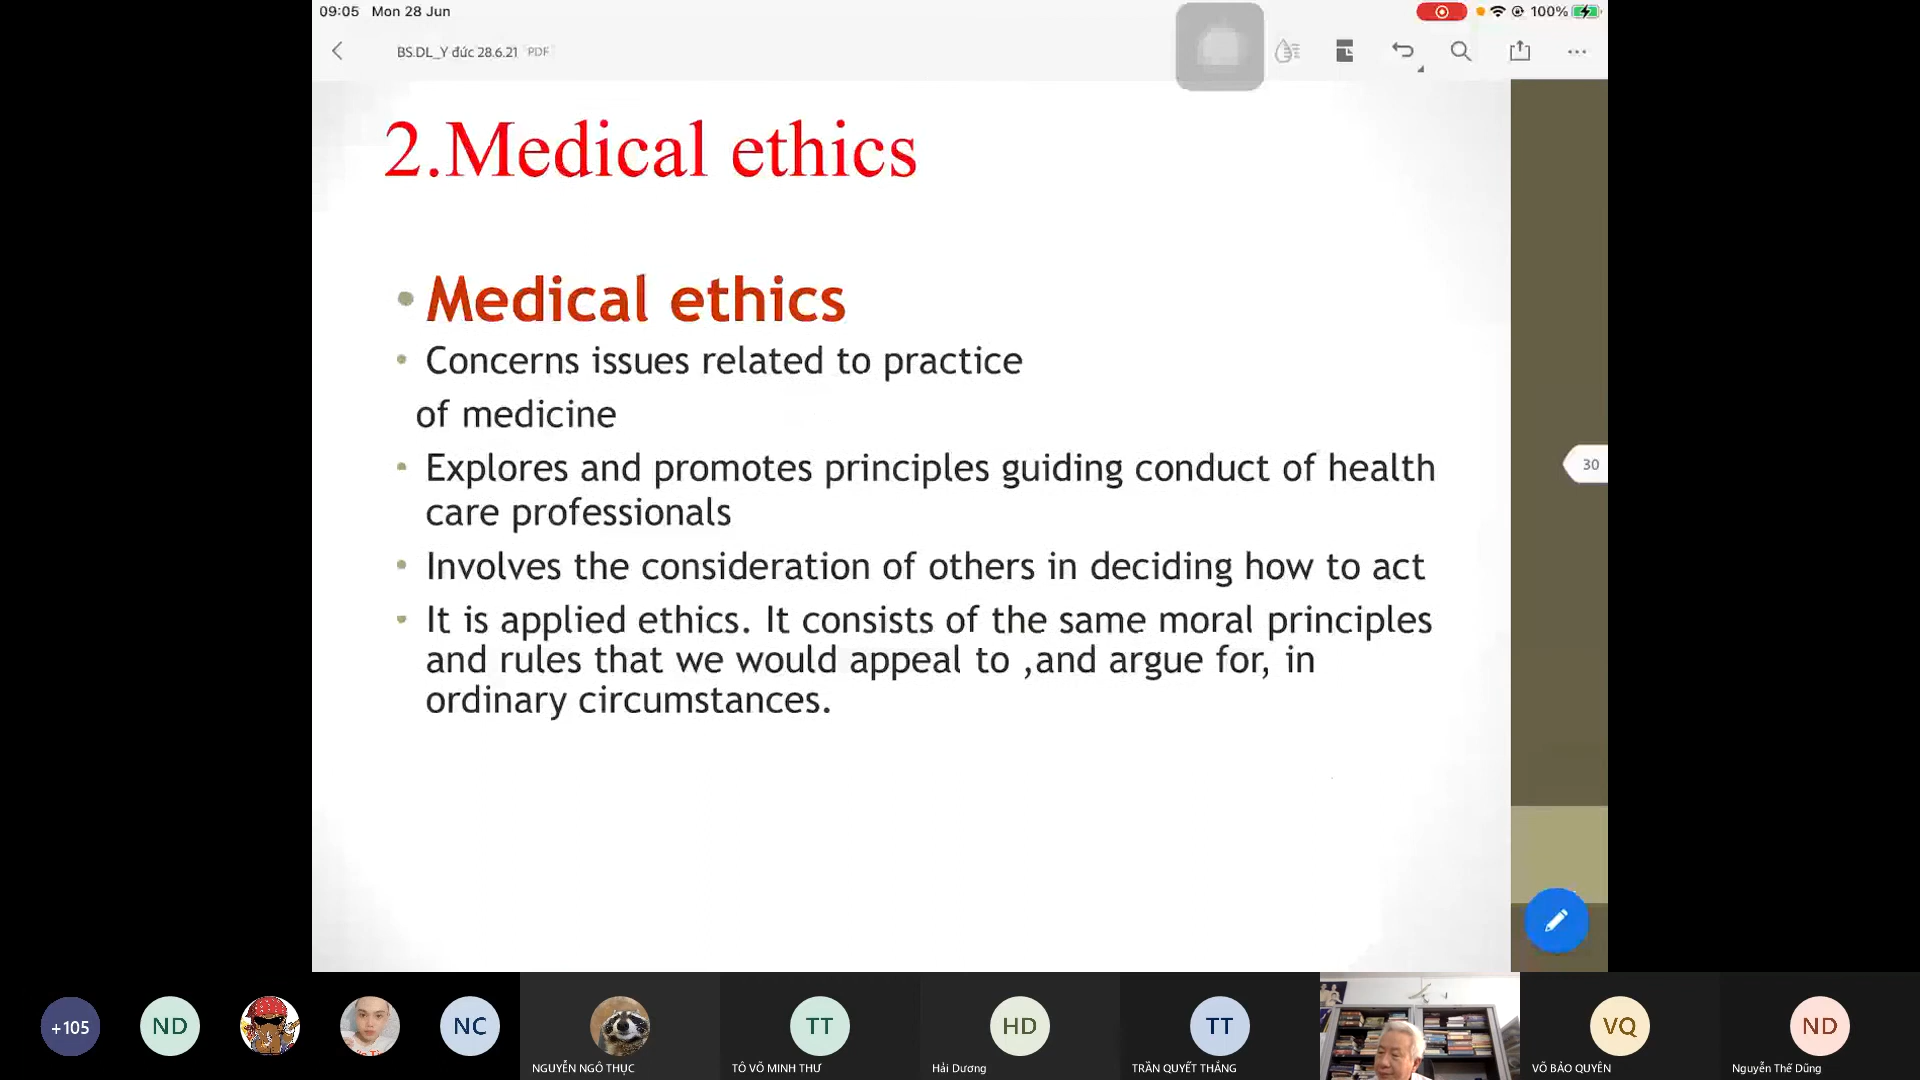 09:05 Mon 28 Jun
100%
BS.DL_Y đức 28.6.21 PDF
2.Medical ethics
• Medical ethics
• Concerns issues related to practice
of medicine
• Explores and promotes principles guiding conduct of health
care professionals
• Involves the consideration of others in deciding how to act
• It is applied ethics. It consists of the same moral principles
and rules that we would appeal to ,and argue for, in
ordinary circumstances.
30
+105
ND
NC
TT
HD
TT
VQ
ND
NGUYỄN NGÔ THỤC
TÔ VÕ MINH THƯ
Hải Dương
TRẦN QUYẾT THẮNG
VÕ BẢO QUYÊN
Nguyễn Thế Dũng